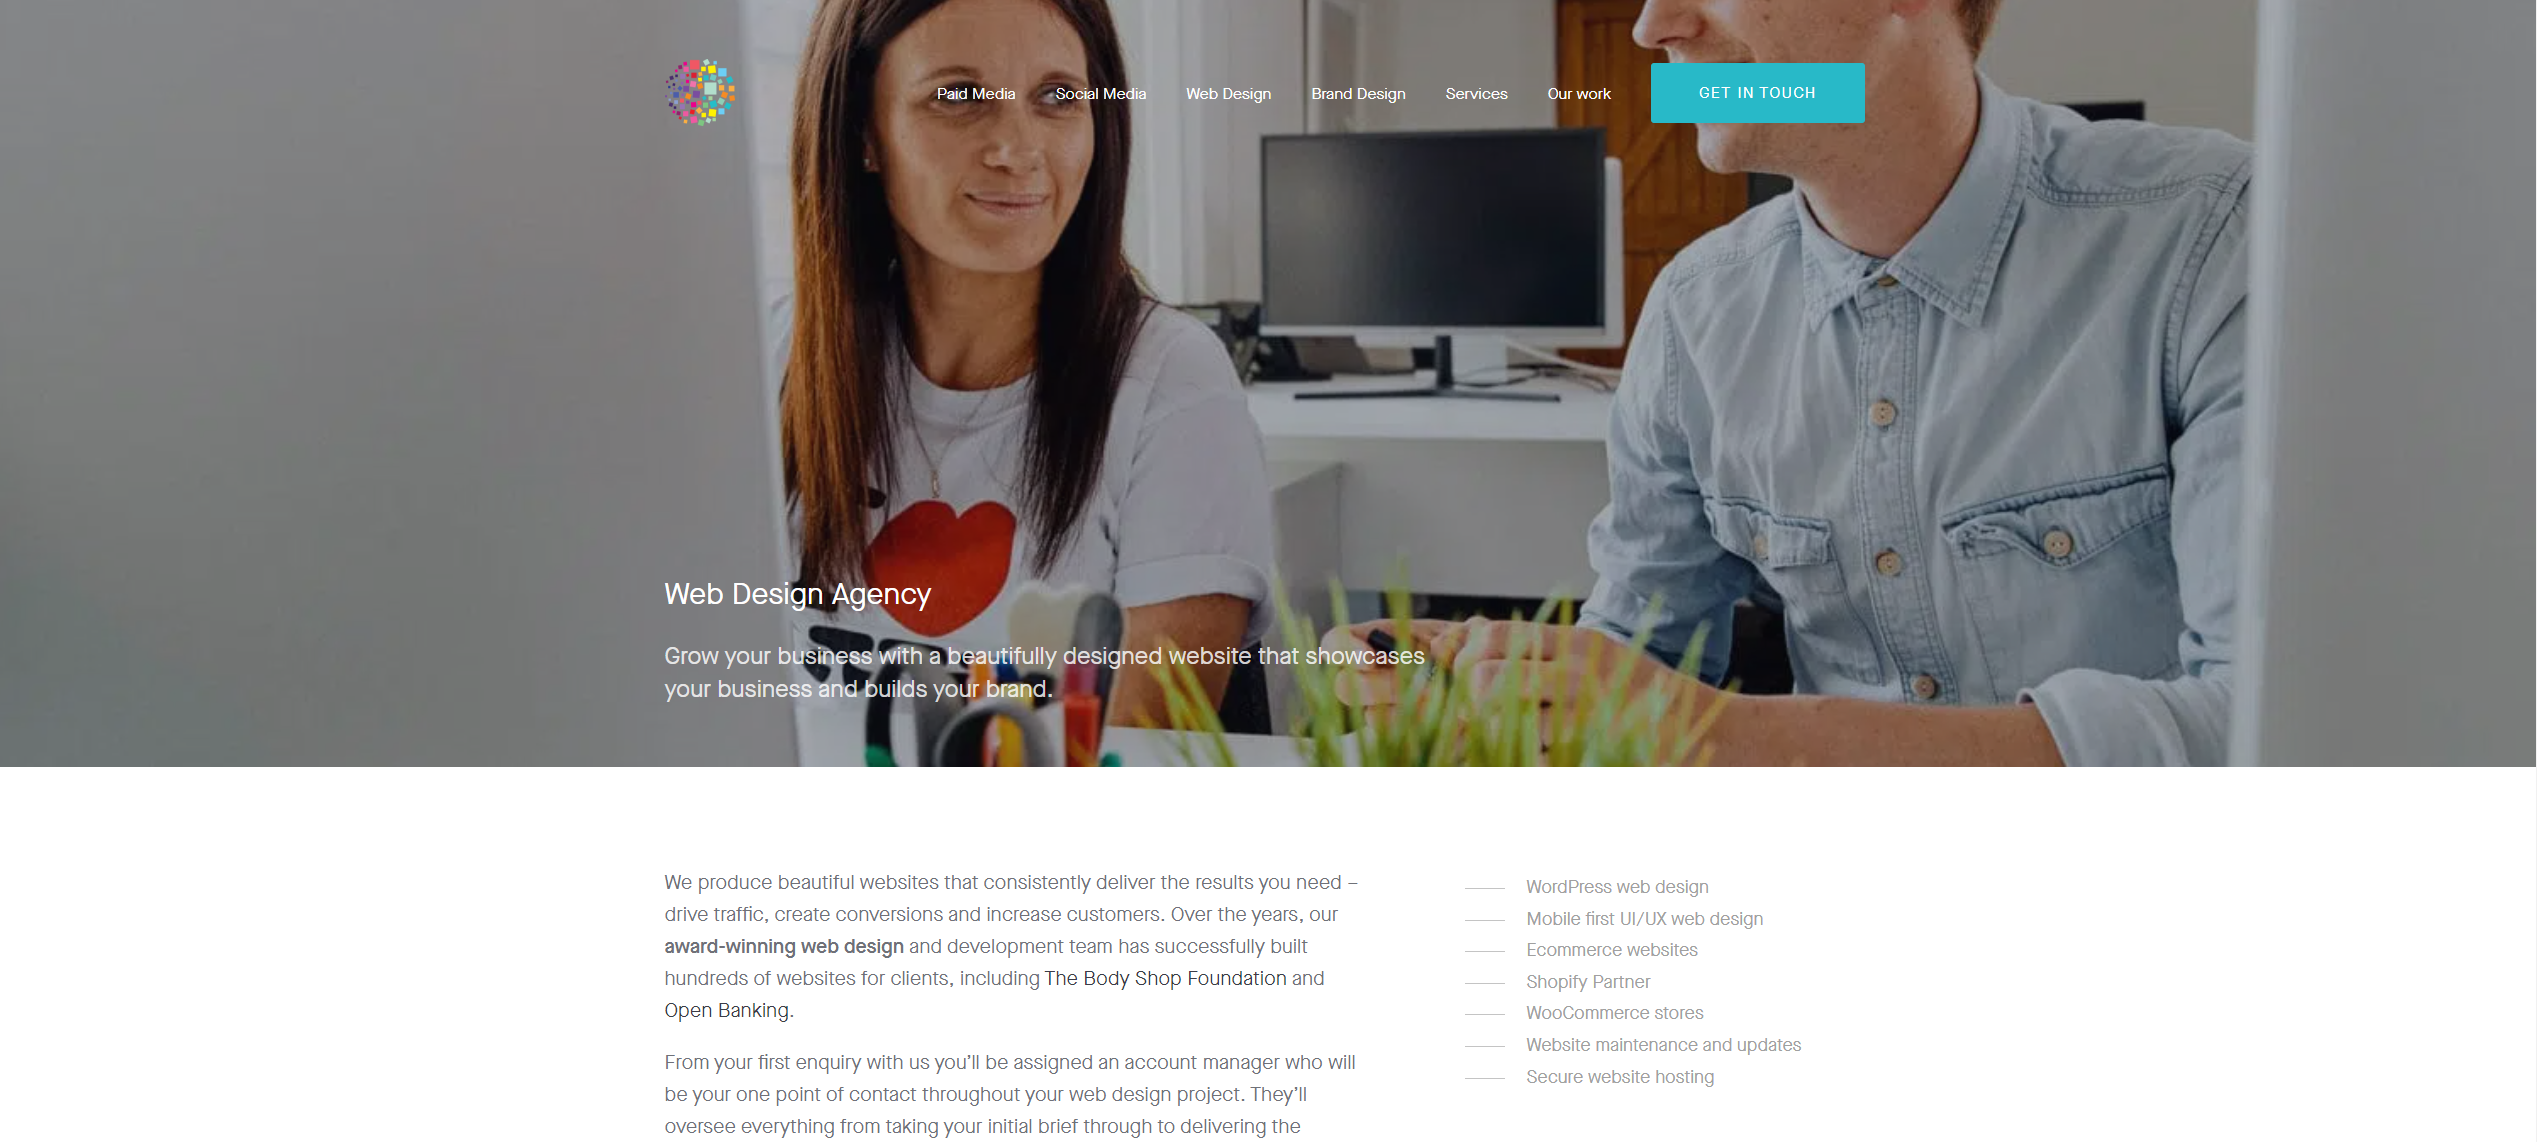 Paid Media
Social Media
Web Design
Brand Design
Services
Our work
GET IN TOUCH
Web Design Agency
Grow your business with a beautifully designed website that showcases
your business and builds your brand.
We produce beautiful websites that consistently deliver the results you need –
drive traffic, create conversions and increase customers. Over the years, our
award-winning web design and development team has successfully built
hundreds of websites for clients, including The Body Shop Foundation and
Open Banking.
From your first enquiry with us you’ll be assigned an account manager who will
be your one point of contact throughout your web design project. They’ll
oversee everything from taking your initial brief through to delivering the
WordPress web design
Mobile first UI/UX web design
Ecommerce websites
Shopify Partner
WooCommerce stores
Website maintenance and updates
Secure website hosting